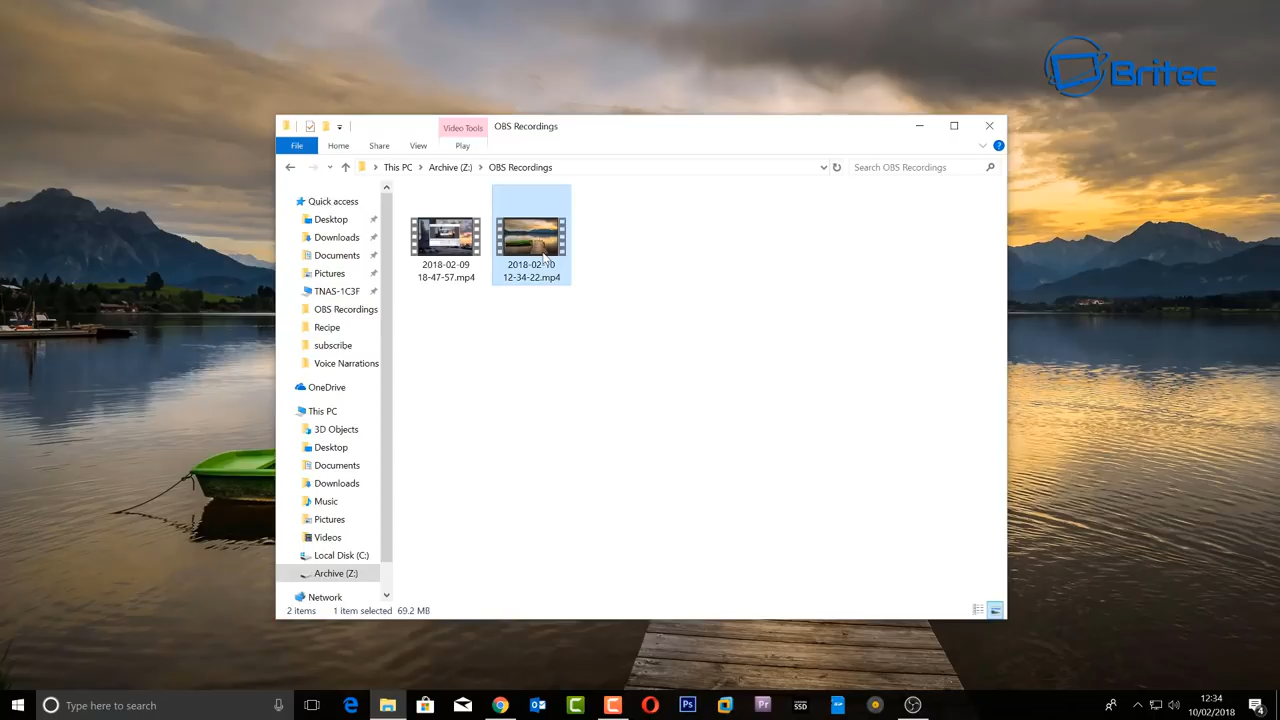 Britec
Video Tools
OBS Recordings
File
Home
Share
View
Play
This PC
Archive (Z:)
OBS Recordings
Search OBS Recordings
Quick access
Desktop
Downloads
Documents
Pictures
TNAS-1C3F
OBS Recordings
Recipe
subscribe
Voice Narrations
OneDrive
This PC
3D Objects
Desktop
Documents
Downloads
Music
Pictures
Videos
Local Disk (C:)
Archive (Z:)
Network
2018-02-09
18-47-57.mp4
2018-02-10
12-34-22.mp4
2 items
1 item selected 69.2 MB
Type here to search
Ps
Pr
SSD
12:34
10/02/2018
4